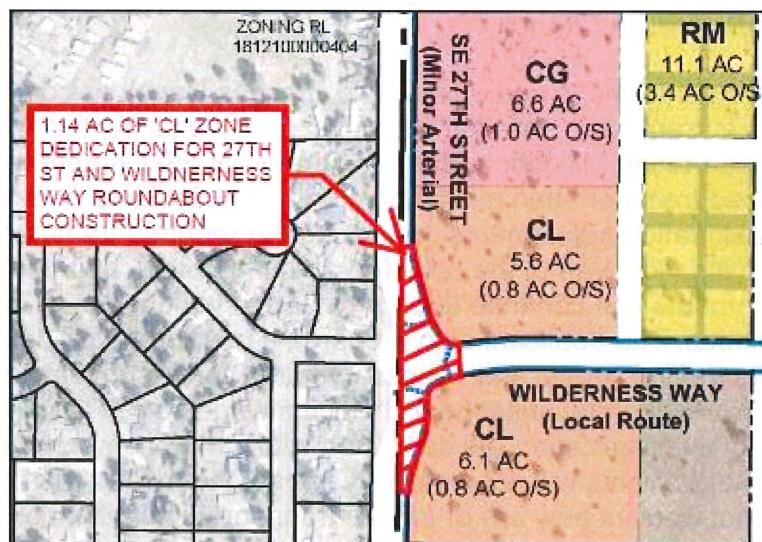 ZONING RL
1812100000404
1.14 AC OF 'CL' ZONE
DEDICATION FOR 27TH
ST AND WILDNERNESS
WAY ROUNDABOUT
CONSTRUCTION
SE 27TH STREET
(Minor Arterial)
CG
6.6 AC
(1.0 AC O/S)
RM
11.1 AC
(3.4 AC O/S)
CL
5.6 AC
(0.8 AC O/S)
WILDERNESS WAY
(Local Route)
CL
6.1 AC
(0.8 AC O/S)